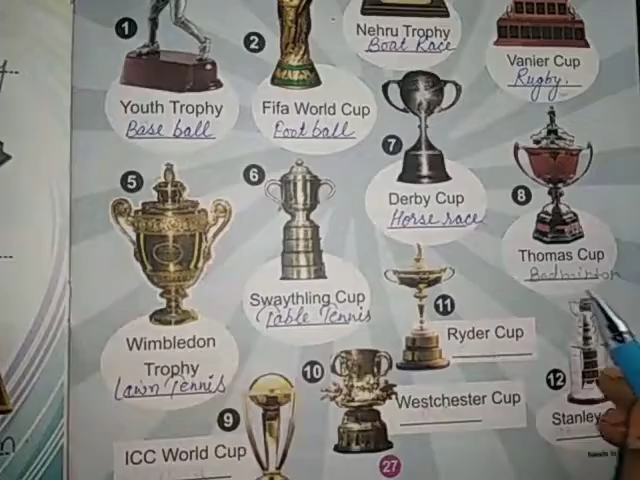 1
Youth Trophy
Base ball
2
Fifa World Cup
Foot ball
Nehru Trophy
Boat Race
Vanier Cup
Rugby.
5
Wimbledon
Trophy
Lawn Tennis
6
Swaythling Cup
Table Tennis
7
Derby Cup
Horse race
8
Thomas Cup
Badminton
9
ICC World Cup
10
Westchester Cup
11
Ryder Cup
12
Stanley
27